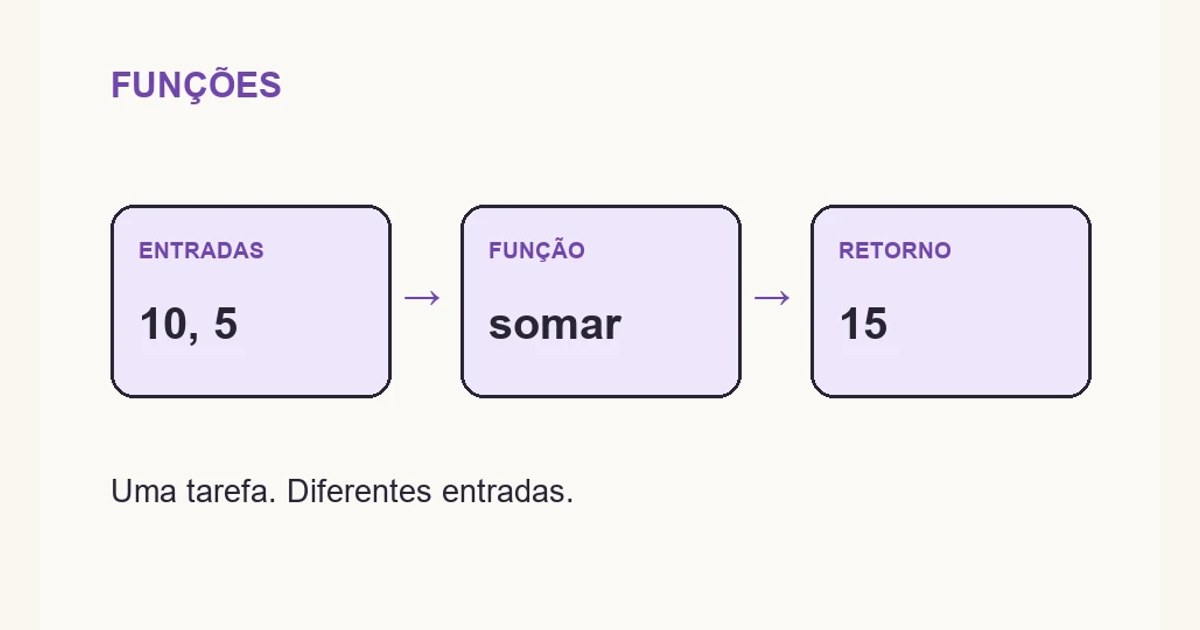 FUNÇÕES
ENTRADAS
10, 5
→
FUNÇÃO
somar
→
RETORNO
15
Uma tarefa. Diferentes entradas.